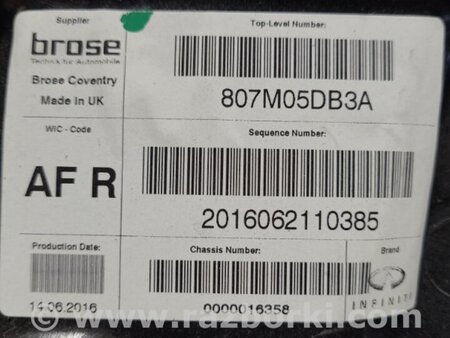 Supplier
brose
Technik für Automobile
Brose Coventry
Made In UK
Top-Level Number:
807M05DB3A
WIC - Code
AF R
Sequence Number:
2016062110385
Production Date:
14.06.2016
Chassis Number:
0000016358
Brand:
INFINITI
www.razborki.com